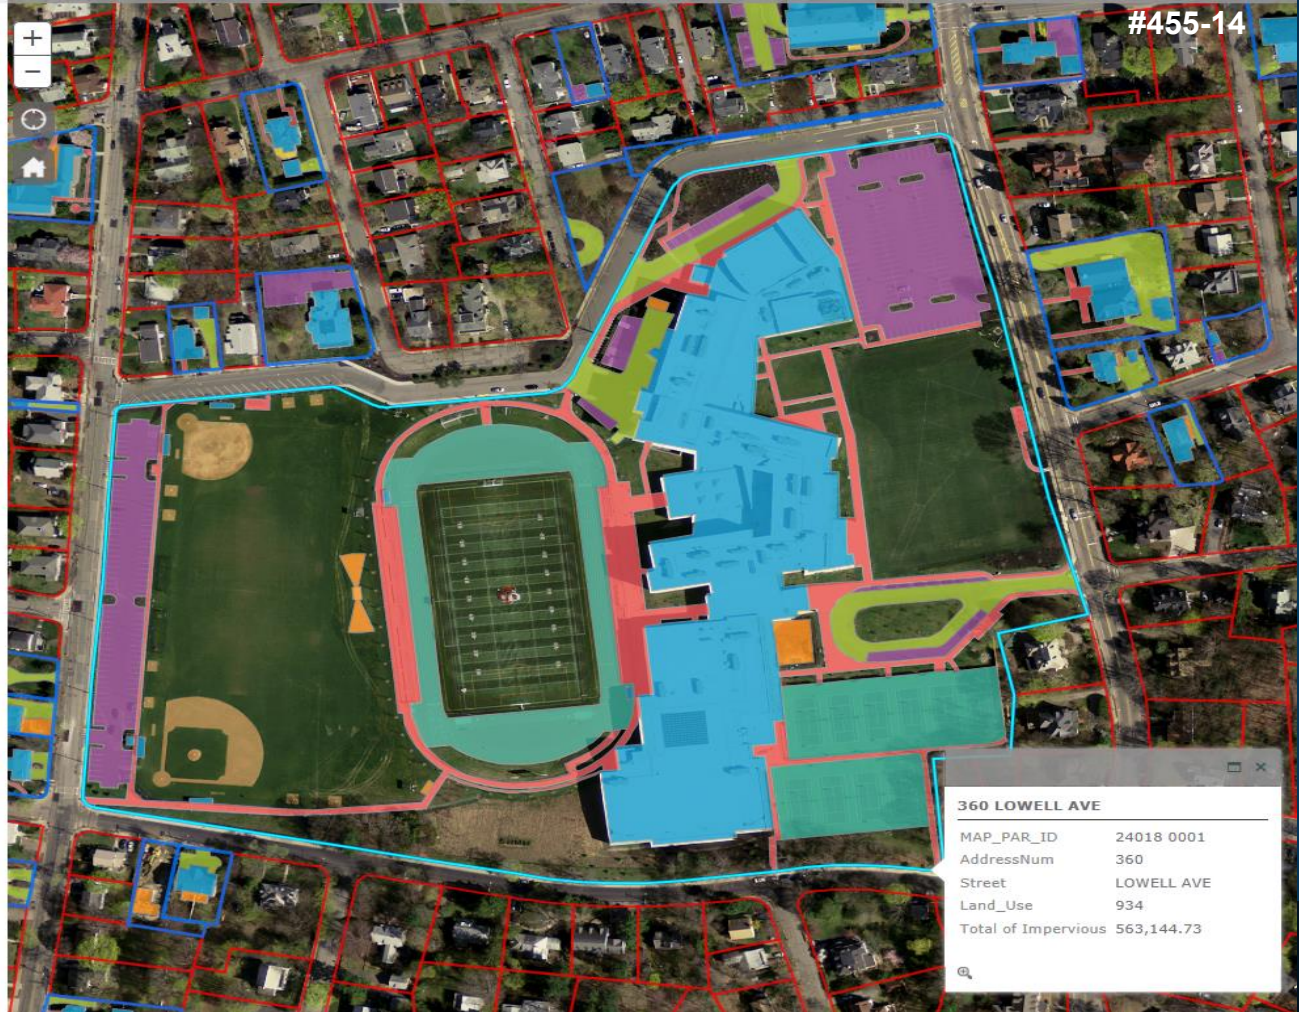 #455-14
+
−
360 LOWELL AVE
MAP_PAR_ID 24018 0001
AddressNum 360
Street LOWELL AVE
Land_Use 934
Total of Impervious 563,144.73